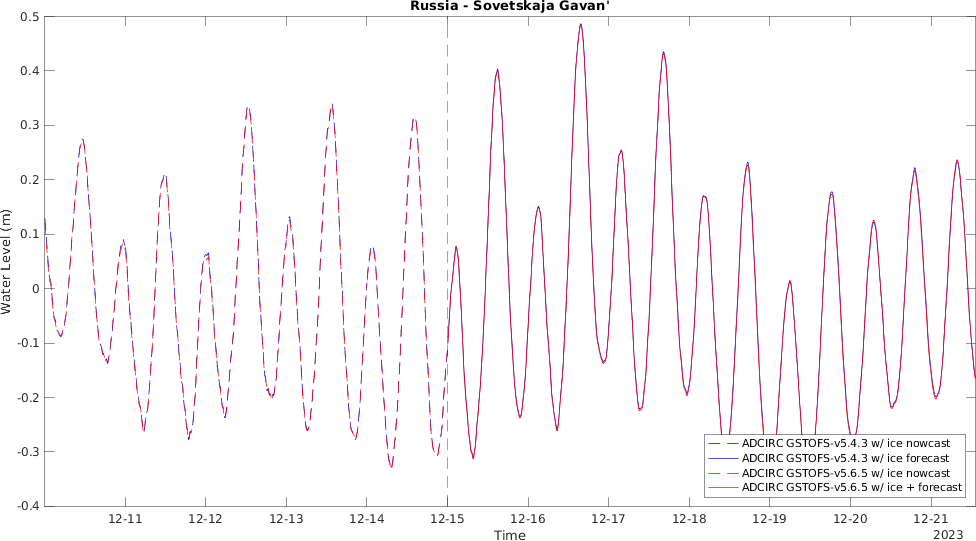 Russia - Sovetskaja Gavan'
0.5
0.4
0.3
0.2
0.1
0
-0.1
-0.2
-0.3
-0.4
Water Level (m)
ADCIRC GSTOFS-v5.4.3 w/ ice nowcast
ADCIRC GSTOFS-v5.4.3 w/ ice forecast
ADCIRC GSTOFS-v5.6.5 w/ ice nowcast
ADCIRC GSTOFS-v5.6.5 w/ ice + forecast
12-11 12-12 12-13 12-14 12-15 12-16 12-17 12-18 12-19 12-20 12-21
Time
2023